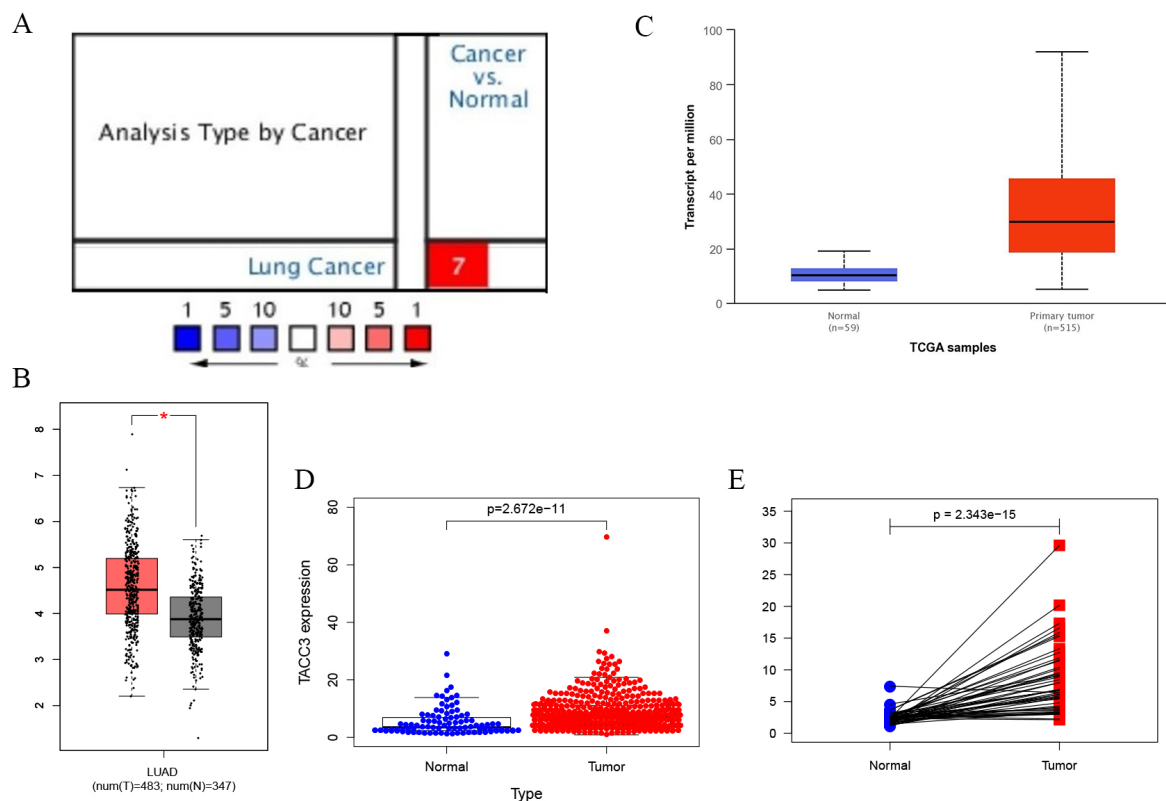 A
Analysis Type by Cancer
Cancer
vs.
Normal
Lung Cancer
7
1 5 10 10 5 1
%
B
8
7
6
5
4
3
2
*
LUAD
(num(T)=483; num(N)=347)
C
Transcript per million
100
80
60
40
20
0
Normal
(n=59)
Primary tumor
(n=515)
TCGA samples
D
TACC3 expression
80
60
40
20
0
p=2.672e−11
Normal
Tumor
Type
E
35
30
25
20
15
10
5
0
p = 2.343e−15
Normal
Tumor